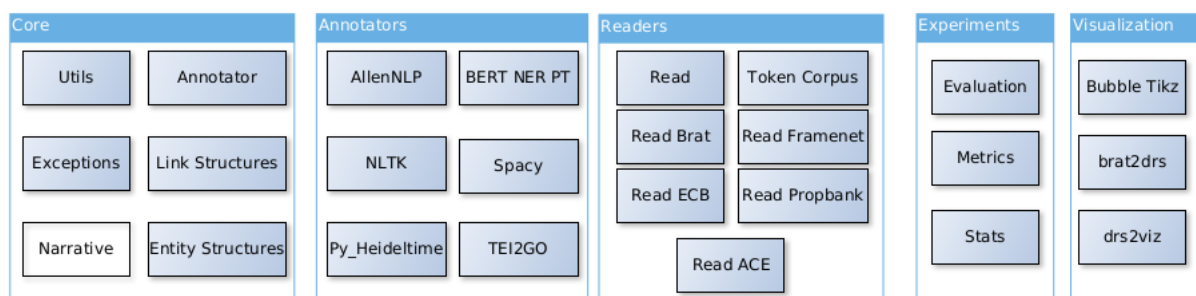 Core
Utils
Annotator
Exceptions
Link Structures
Narrative
Entity Structures
Annotators
AllenNLP
BERT NER PT
NLTK
Spacy
Py_Heideltime
TEI2GO
Readers
Read
Token Corpus
Read Brat
Read Framenet
Read ECB
Read Propbank
Read ACE
Experiments
Evaluation
Metrics
Stats
Visualization
Bubble Tikz
brat2drs
drs2viz